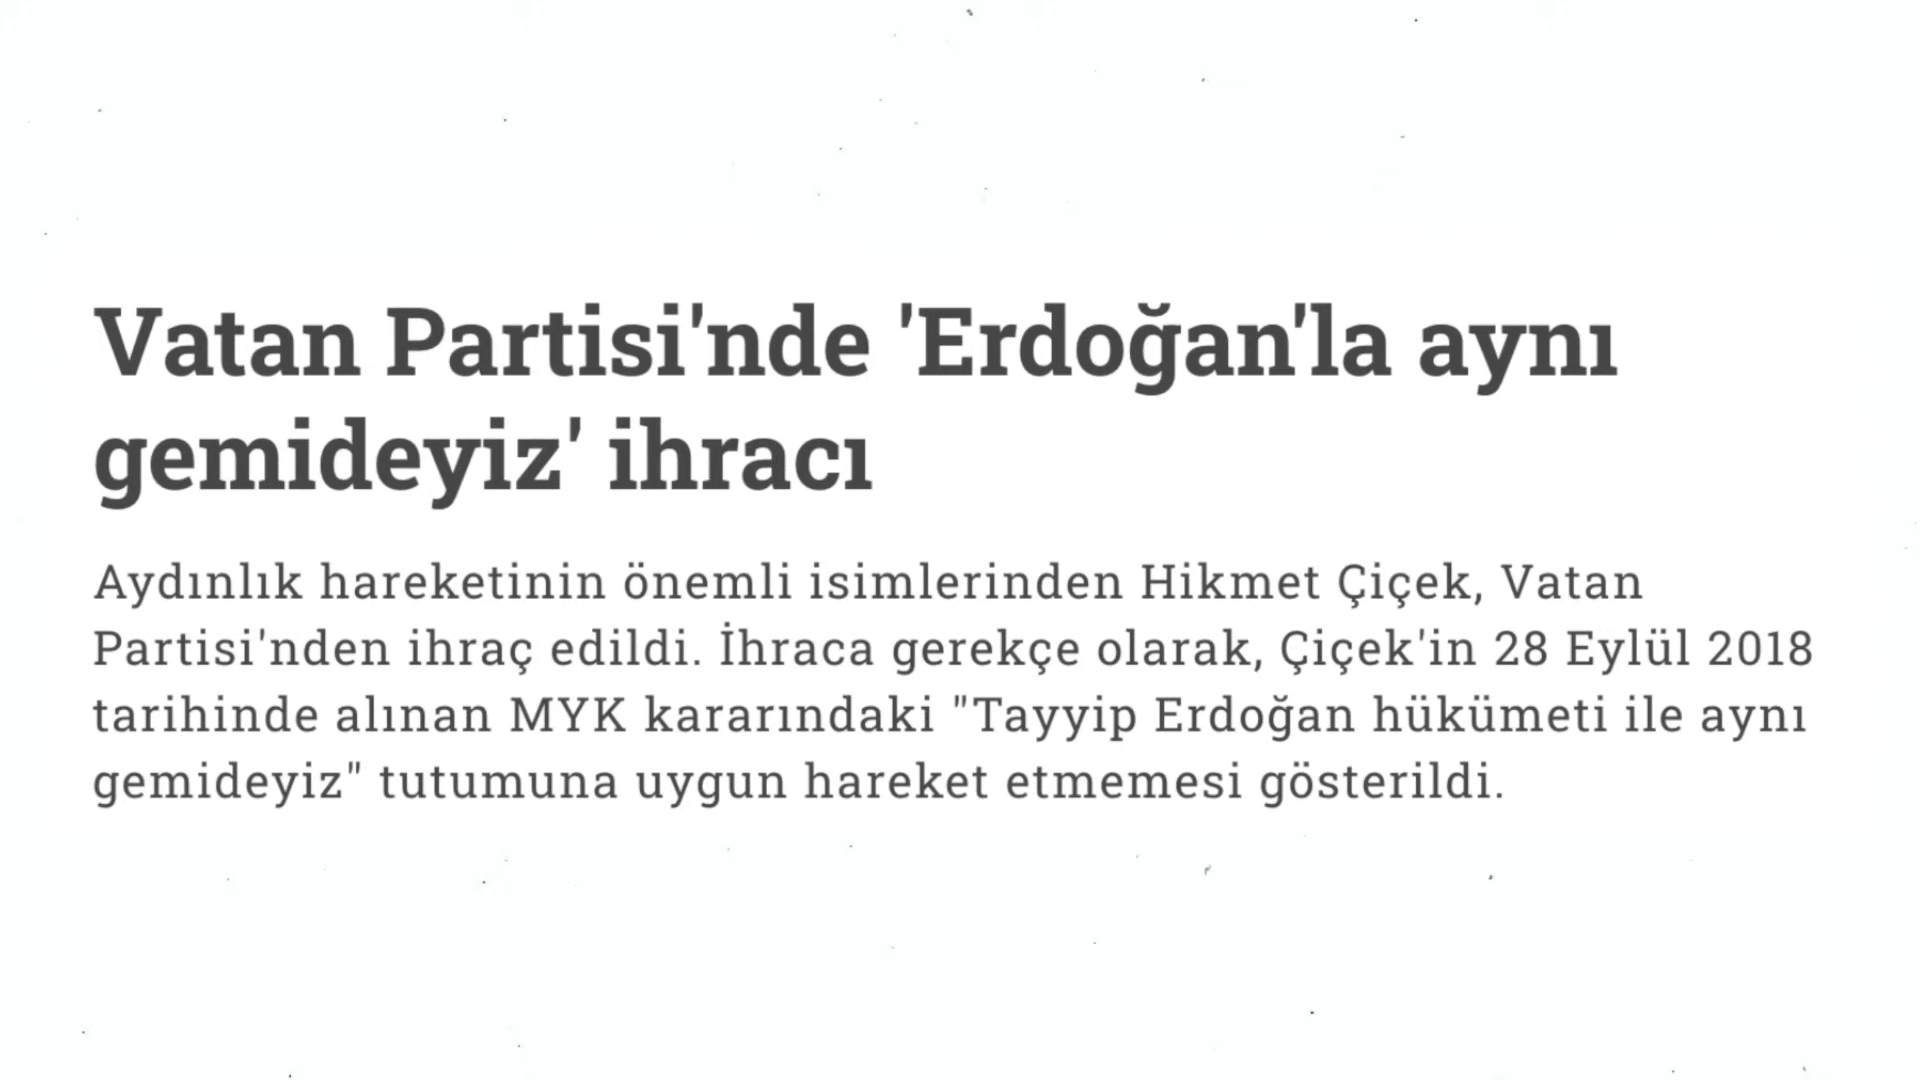 Vatan Partisi'nde 'Erdoğan'la aynı
gemideyiz' ihracı
Aydınlık hareketinin önemli isimlerinden Hikmet Çiçek, Vatan
Partisi'nden ihraç edildi. İhraca gerekçe olarak, Çiçek'in 28 Eylül 2018
tarihinde alınan MYK kararındaki "Tayyip Erdoğan hükümeti ile aynı
gemideyiz" tutumuna uygun hareket etmemesi gösterildi.